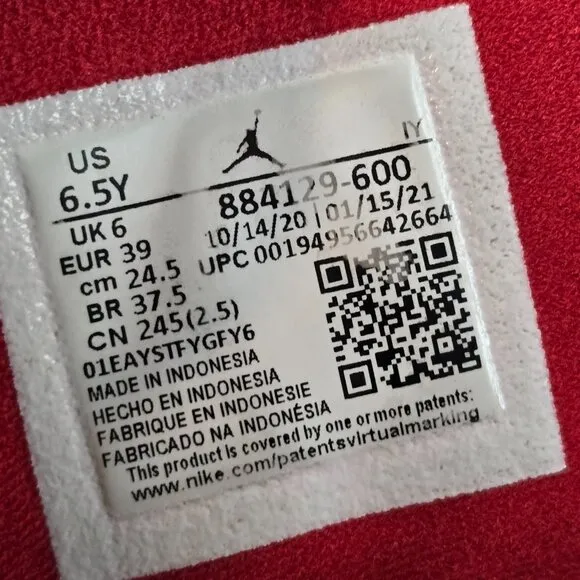 US
6.5Y
IY
884129-600
10/14/20 | 01/15/21
UPC 00194956642664
UK 6
EUR 39
cm 24.5
BR 37.5
CN 245(2.5)
01EAYSTFYGFY6
MADE IN INDONESIA
HECHO EN INDONESIA
FABRIQUE EN INDONESIE
FABRICADO NA INDONÉSIA
This product is covered by one or more patents:
www.nike.com/patentsvirtualmarking